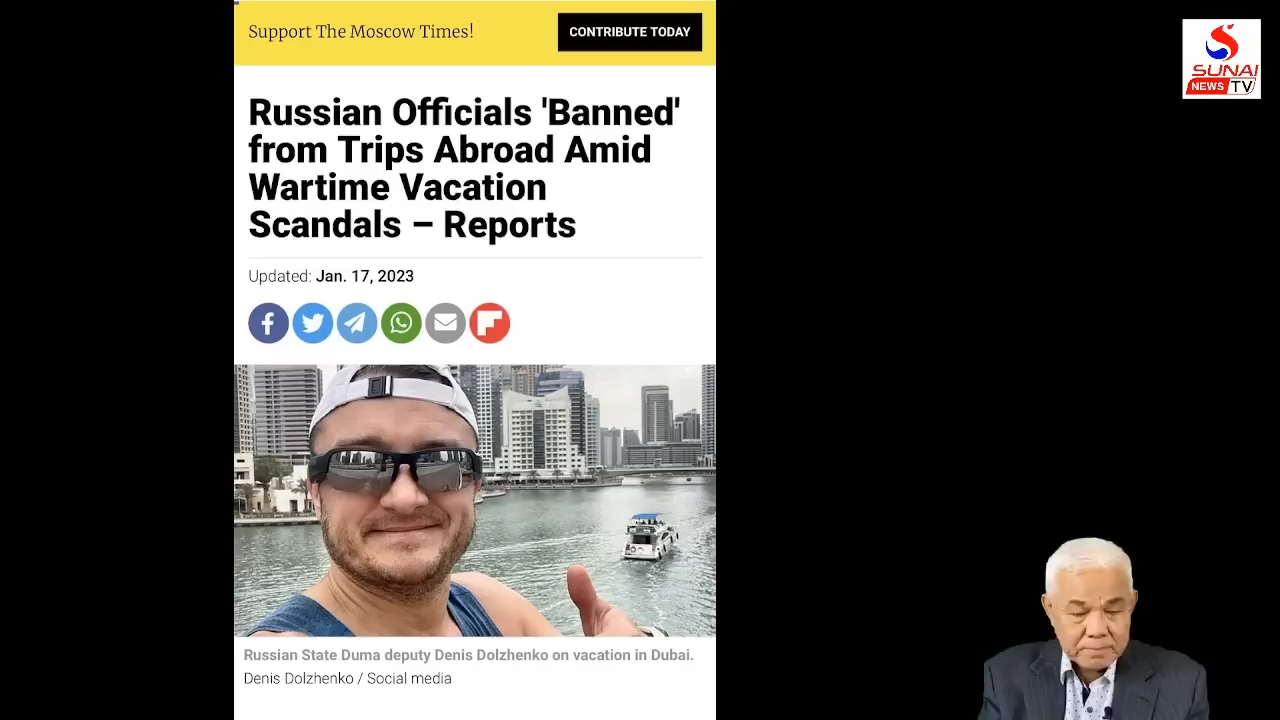 Support The Moscow Times!
CONTRIBUTE TODAY
SUNAI
NEWS TV
Russian Officials 'Banned'
from Trips Abroad Amid
Wartime Vacation
Scandals – Reports
Updated: Jan. 17, 2023
Russian State Duma deputy Denis Dolzhenko on vacation in Dubai.
Denis Dolzhenko / Social media